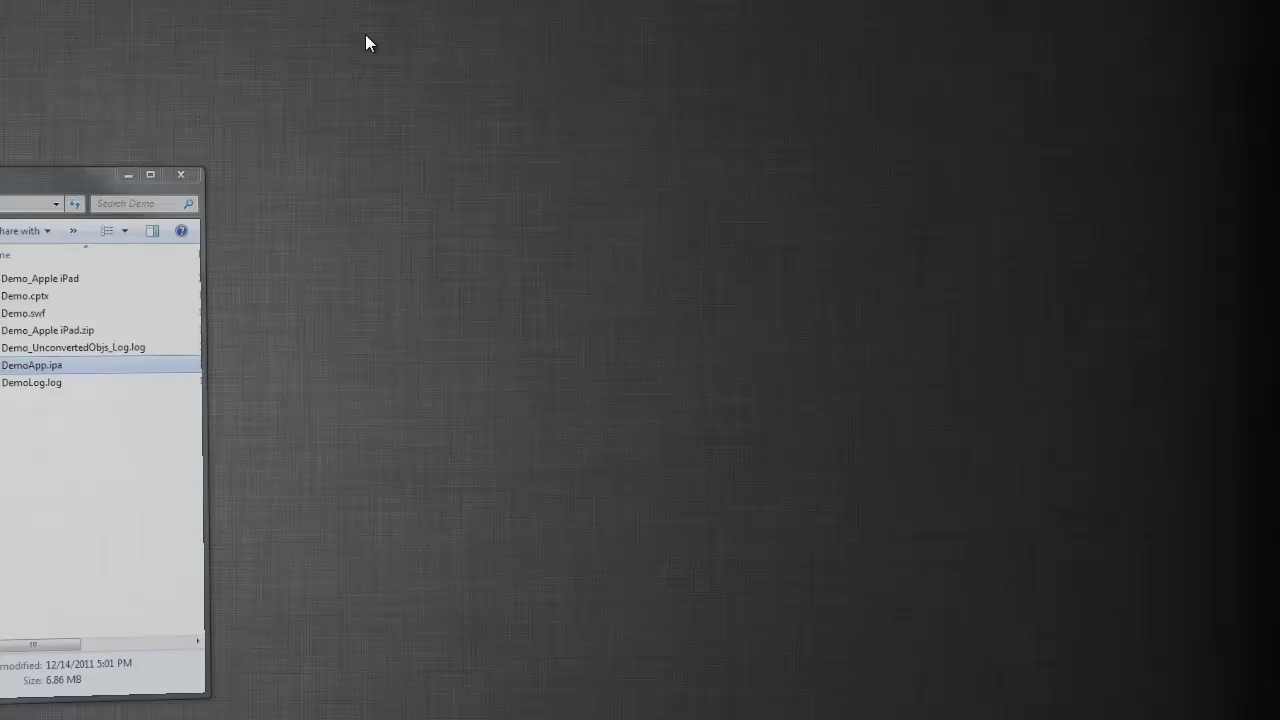 Search Demo
hare with
»
ne
Demo_Apple iPad
Demo.cptx
Demo.swf
Demo_Apple iPad.zip
Demo_UnconvertedObjs_Log.log
DemoApp.ipa
DemoLog.log
modified: 12/14/2011 5:01 PM
Size: 6.86 MB